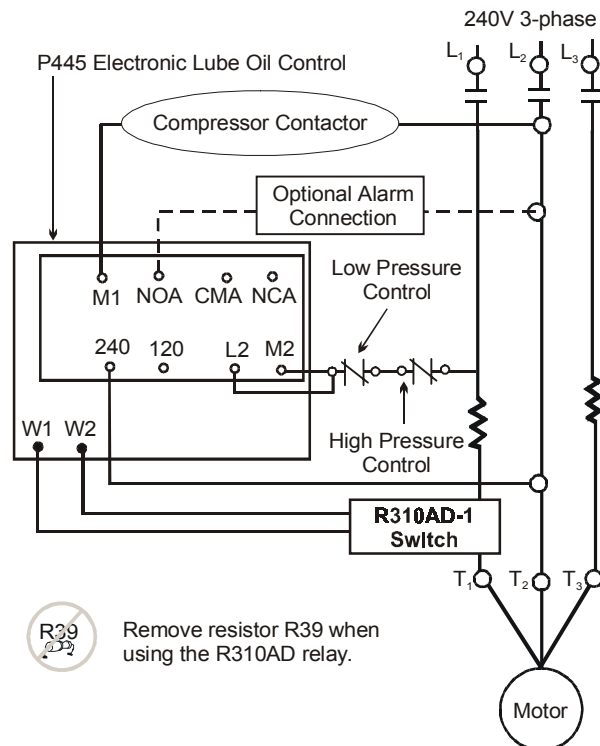 240V 3-phase
L1 L2 L3
P445 Electronic Lube Oil Control
Compressor Contactor
Optional Alarm
Connection
Low Pressure
Control
M1 NOA CMA NCA
240 120 L2 M2
W1 W2
High Pressure
Control
R310AD-1
Switch
T1 T2 T3
R39
Remove resistor R39 when
using the R310AD relay.
Motor